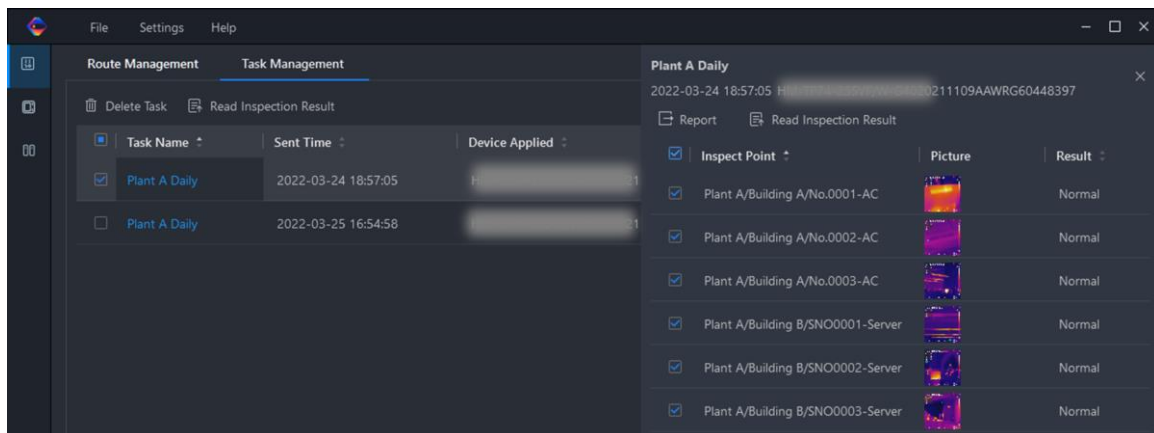 File Settings Help
Route Management Task Management
Delete Task Read Inspection Result
Task Name Sent Time Device Applied
Plant A Daily 2022-03-24 18:57:05
Plant A Daily 2022-03-25 16:54:58
Plant A Daily
2022-03-24 18:57:05 0211109AAWRG60448397
Report Read Inspection Result
Inspect Point Picture Result
Plant A/Building A/No.0001-AC Normal
Plant A/Building A/No.0002-AC Normal
Plant A/Building A/No.0003-AC Normal
Plant A/Building B/SNO0001-Server Normal
Plant A/Building B/SNO0002-Server Normal
Plant A/Building B/SNO0003-Server Normal